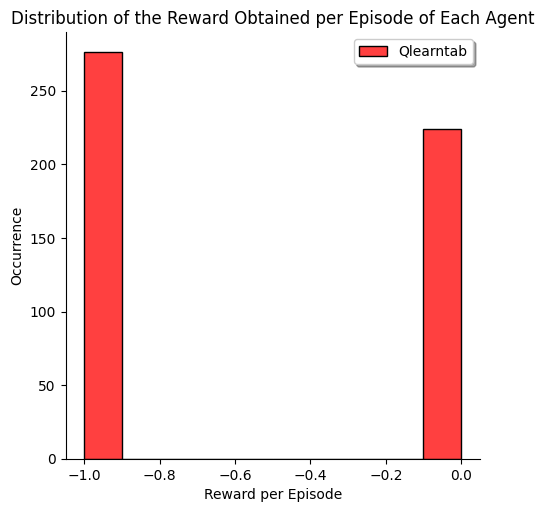 Distribution of the Reward Obtained per Episode of Each Agent
Qlearntab
Occurrence
250
200
150
100
50
0
−1.0 −0.8 −0.6 −0.4 −0.2 0.0
Reward per Episode